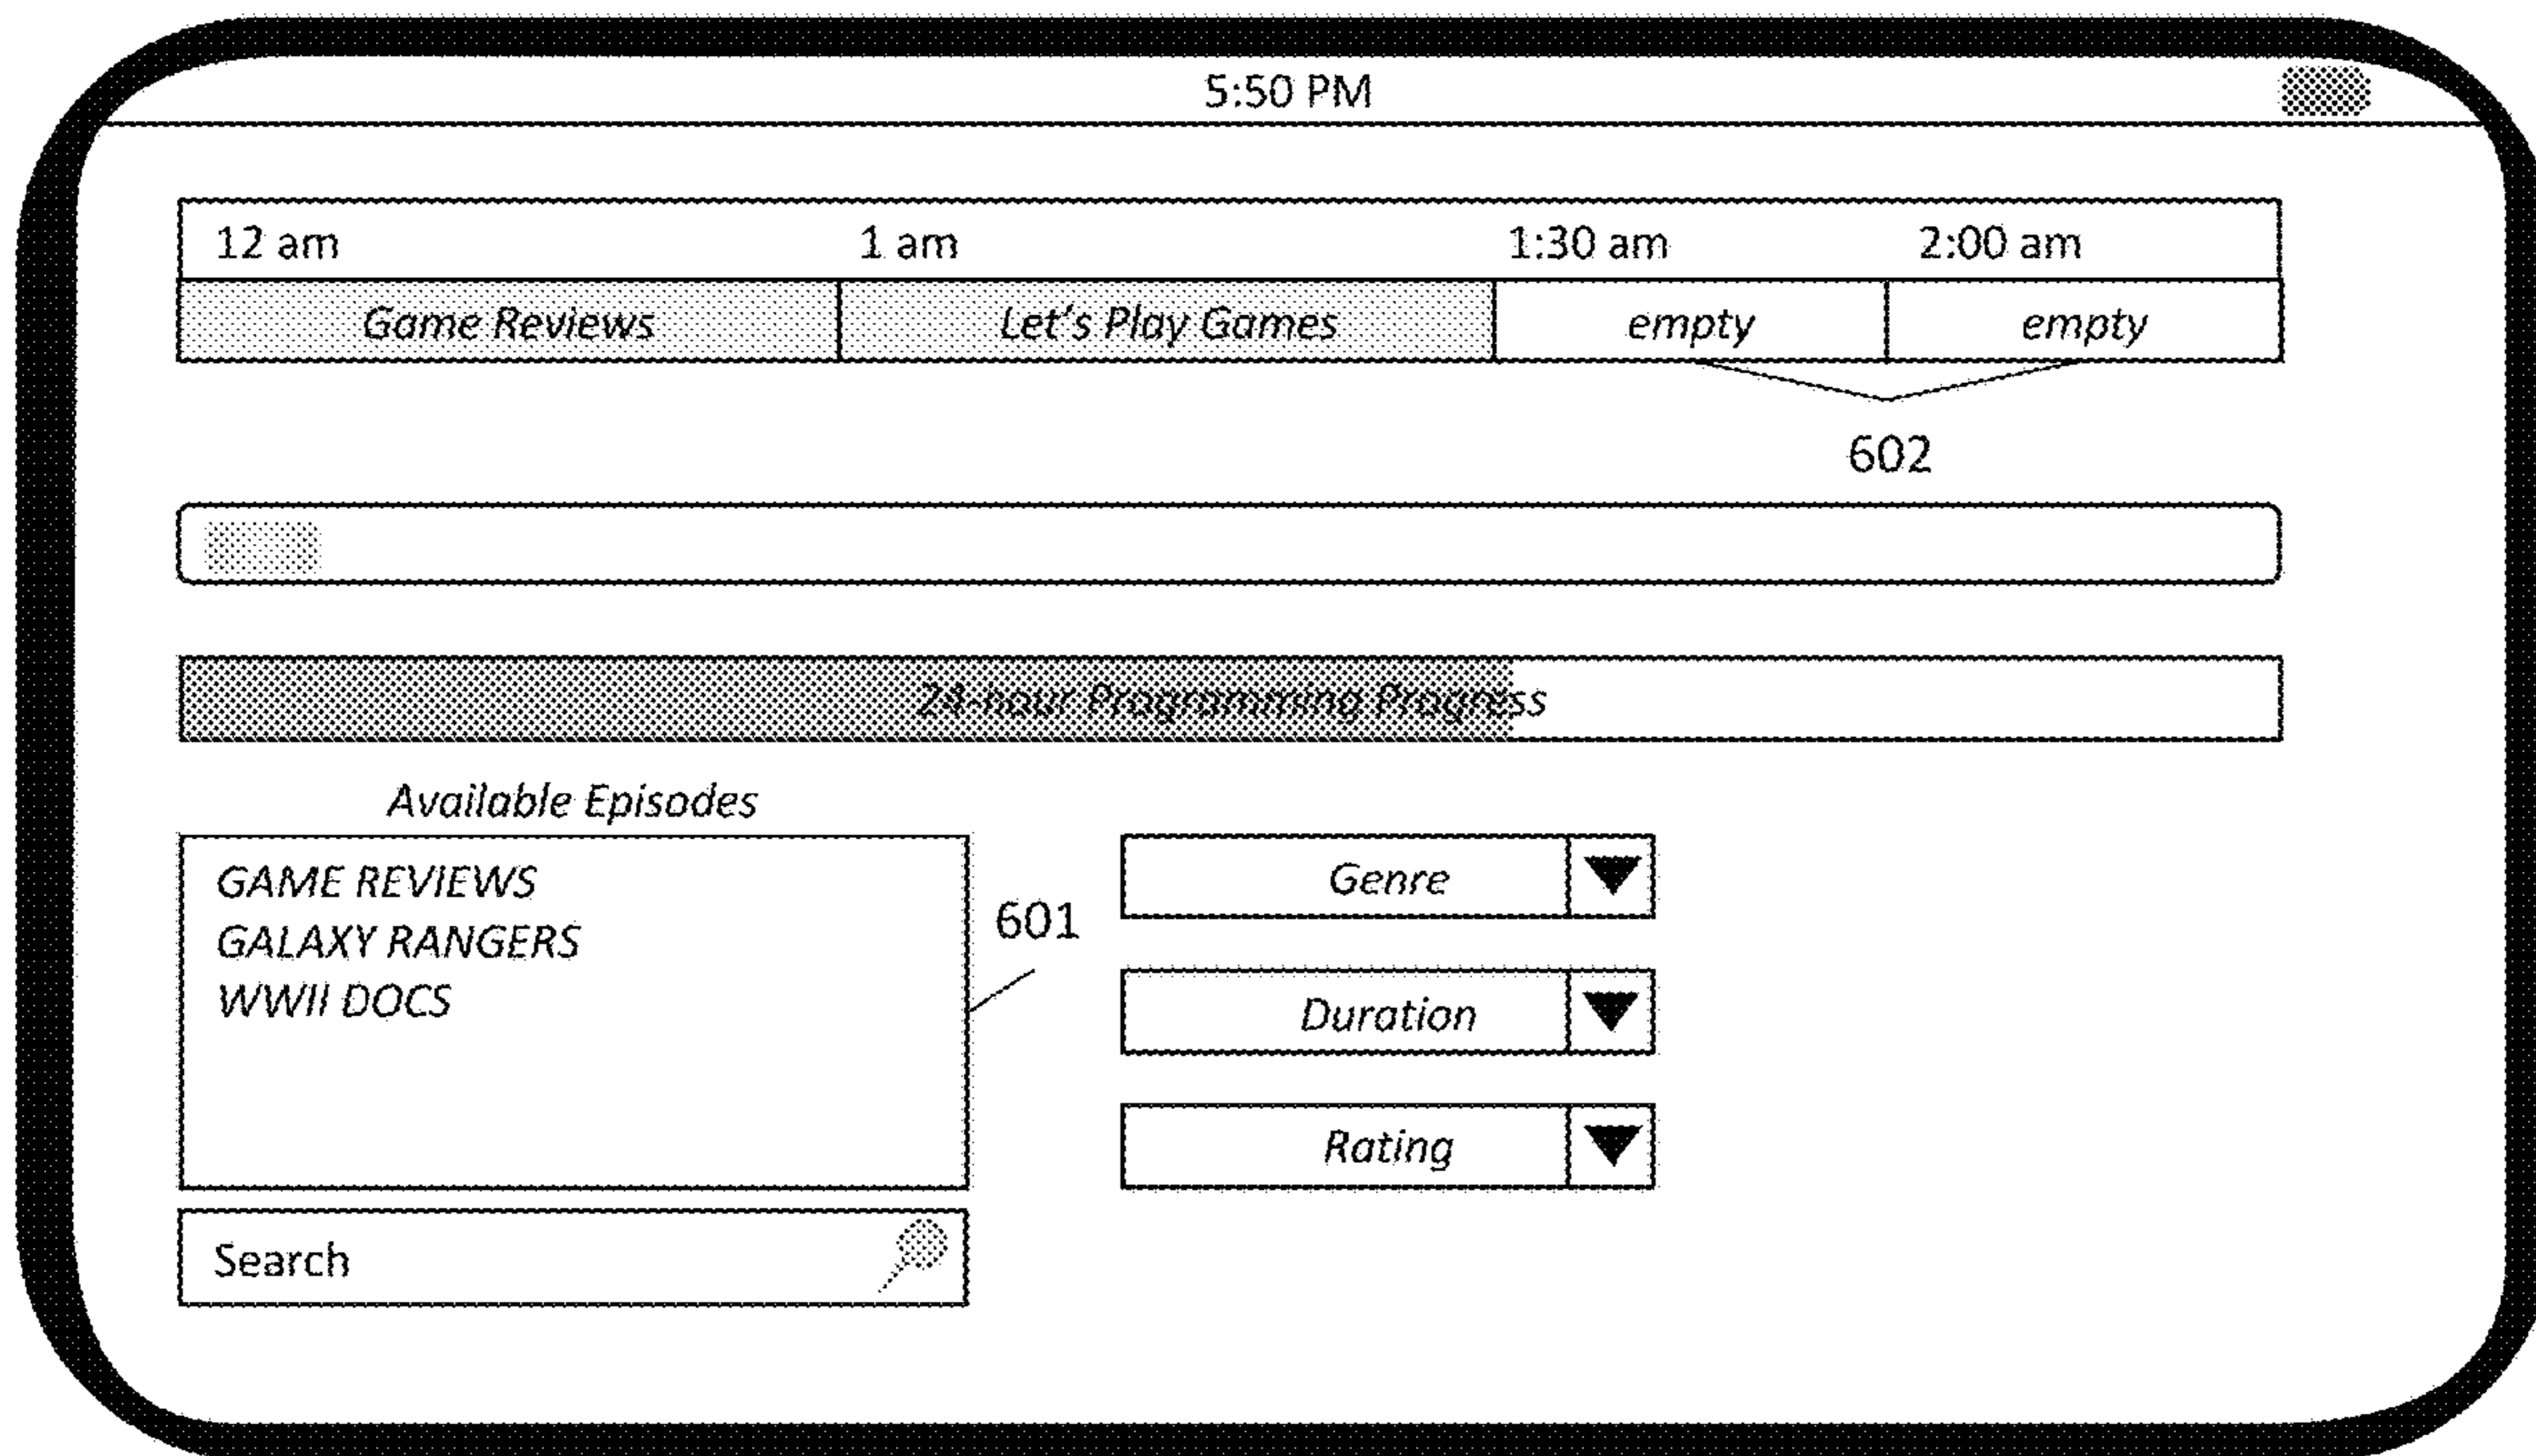 5:50 PM
12 am 1 am 1:30 am 2:00 am
Game Reviews Let's Play Games empty empty
602
24-hour Programming Progress
Available Episodes
GAME REVIEWS
GALAXY RANGERS
WWII DOCS
601
Genre
Duration
Rating
Search